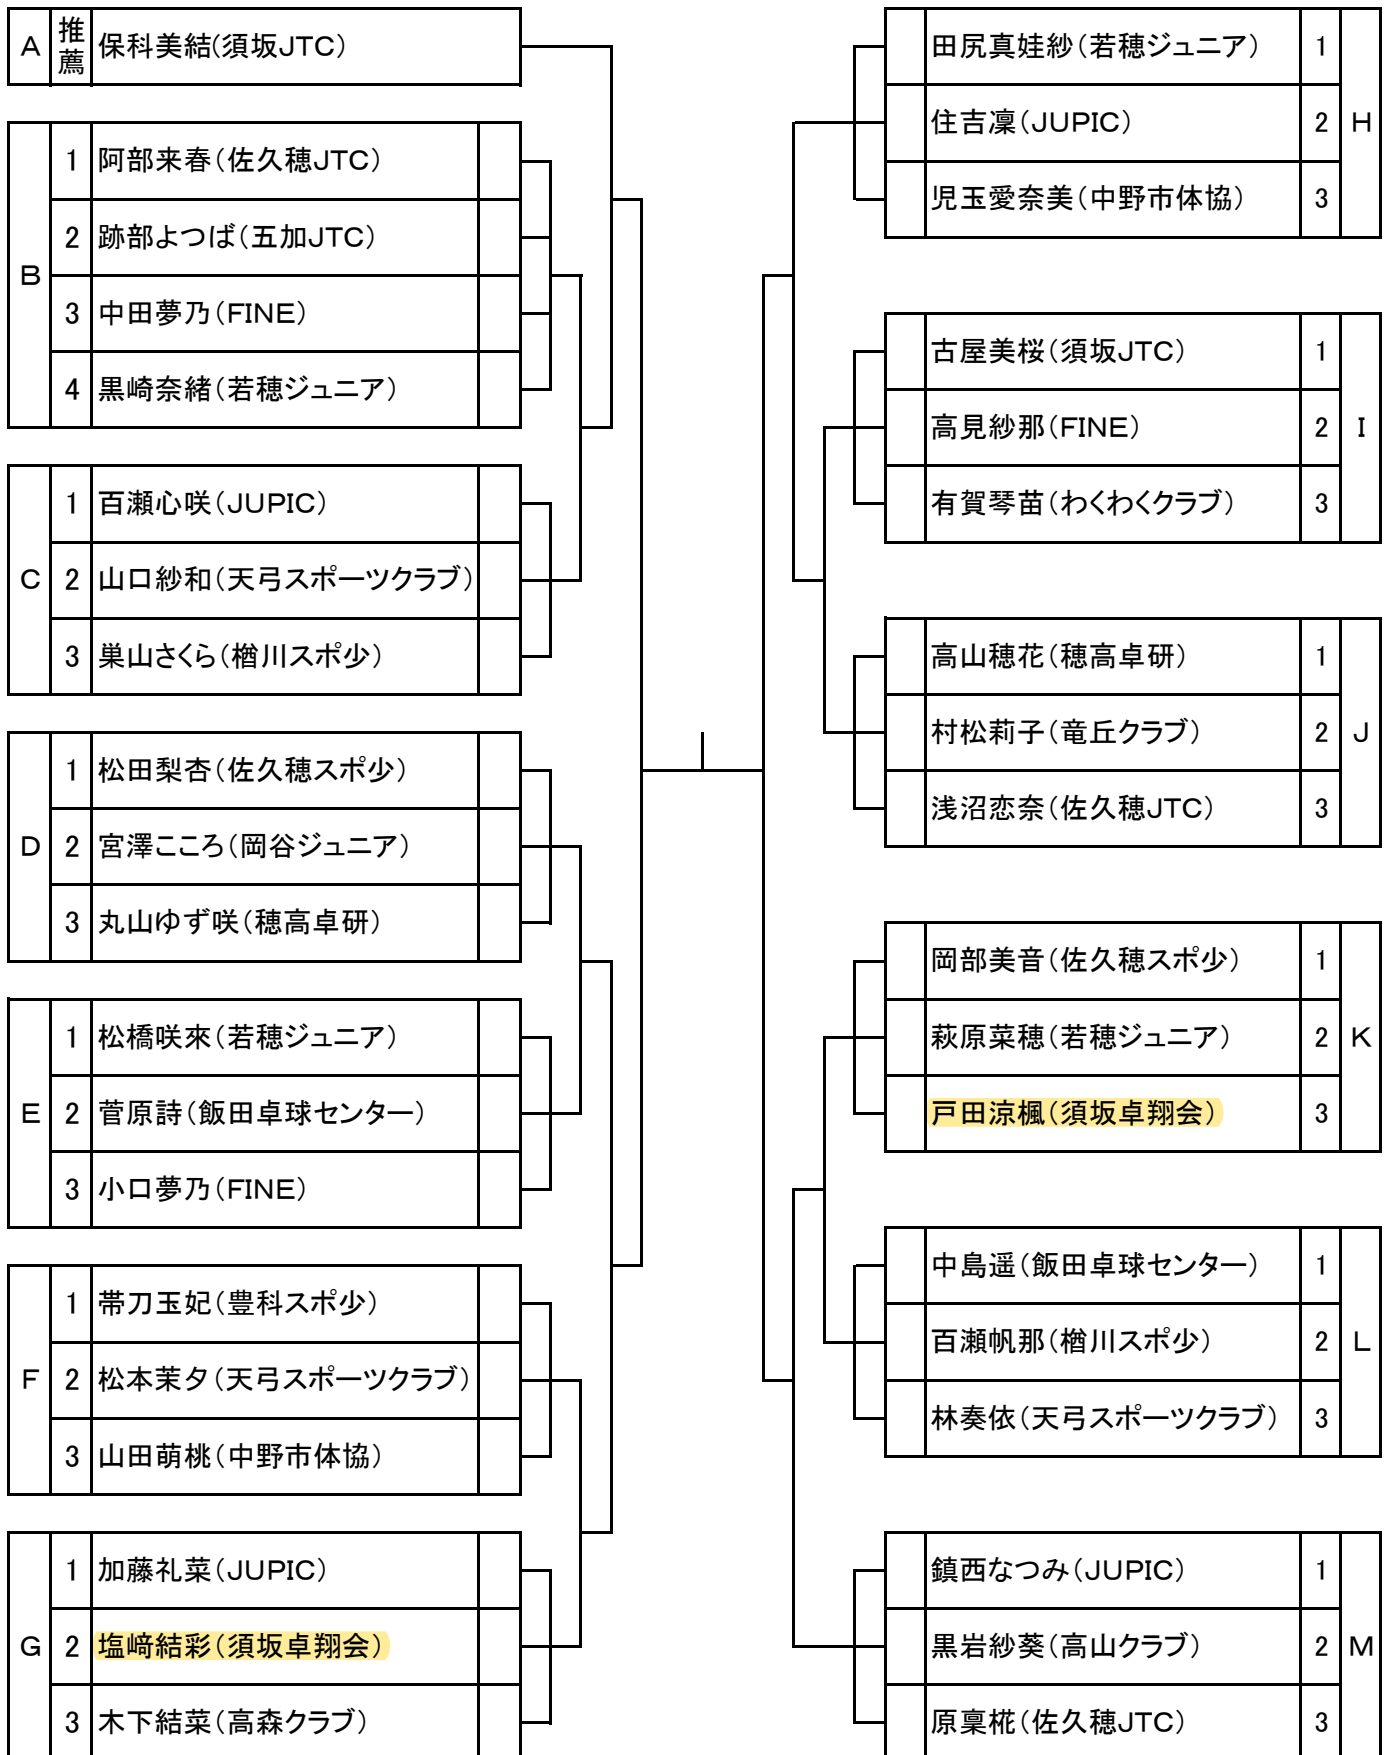 A 推薦 保科美結(須坂JTC)
B
1 阿部来春(佐久穂JTC)
2 跡部よつば(五加JTC)
3 中田夢乃(FINE)
4 黒崎奈緒(若穂ジュニア)
C
1 百瀬心咲(JUPIC)
2 山口紗和(天弓スポーツクラブ)
3 巣山さくら(楢川スポ少)
D
1 松田梨杏(佐久穂スポ少)
2 宮澤こころ(岡谷ジュニア)
3 丸山ゆず咲(穂高卓研)
E
1 松橋咲來(若穂ジュニア)
2 菅原詩(飯田卓球センター)
3 小口夢乃(FINE)
F
1 帯刀玉妃(豊科スポ少)
2 松本茉夕(天弓スポーツクラブ)
3 山田萌桃(中野市体協)
G
1 加藤礼菜(JUPIC)
2 塩﨑結彩(須坂卓翔会)
3 木下結菜(高森クラブ)
田尻真娃紗(若穂ジュニア) 1
住吉凜(JUPIC) 2
児玉愛奈美(中野市体協) 3
H
古屋美桜(須坂JTC) 1
高見紗那(FINE) 2
有賀琴苗(わくわくクラブ) 3
I
高山穂花(穂高卓研) 1
村松莉子(竜丘クラブ) 2
浅沼恋奈(佐久穂JTC) 3
J
岡部美音(佐久穂スポ少) 1
萩原菜穂(若穂ジュニア) 2
戸田涼楓(須坂卓翔会) 3
K
中島遥(飯田卓球センター) 1
百瀬帆那(楢川スポ少) 2
林奏依(天弓スポーツクラブ) 3
L
鎮西なつみ(JUPIC) 1
黒岩紗葵(高山クラブ) 2
原稟椛(佐久穂JTC) 3
M